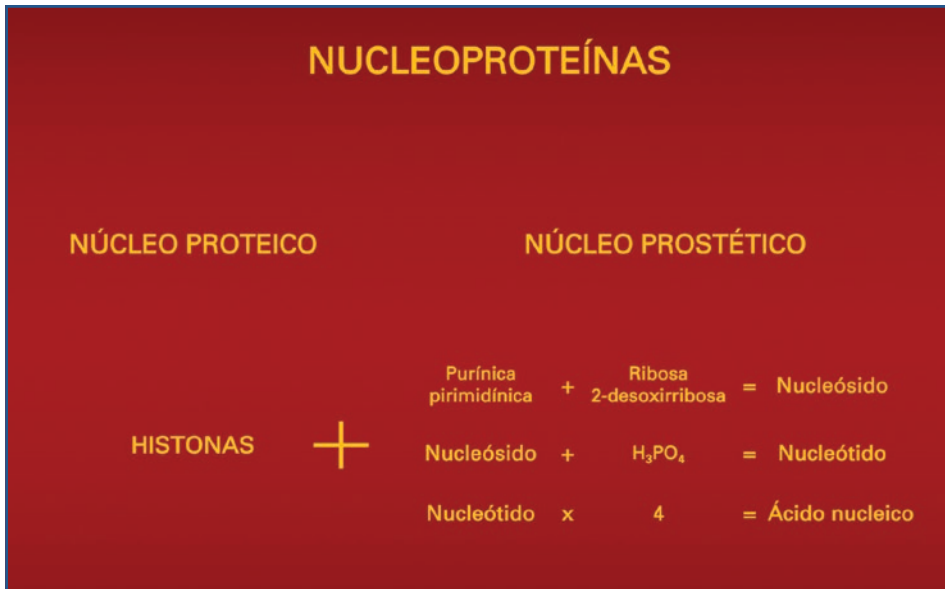 NUCLEOPROTEÍNAS
NÚCLEO PROTEICO
NÚCLEO PROSTÉTICO
HISTONAS +
Purínica pirimidínica + Ribosa 2-desoxirribosa = Nucleósido
Nucleósido + H₃PO₄ = Nucleótido
Nucleótido x 4 = Ácido nucleico